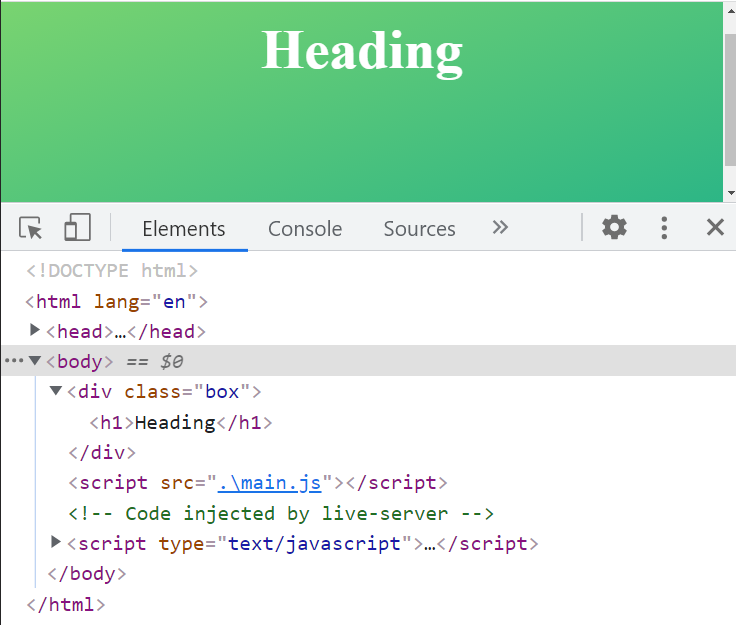 Heading
Elements Console Sources
<!DOCTYPE html>
<html lang="en">
<head>…</head>
<body> == $0
<div class="box">
<h1>Heading</h1>
</div>
<script src=".\main.js"></script>
<!-- Code injected by live-server -->
<script type="text/javascript">…</script>
</body>
</html>